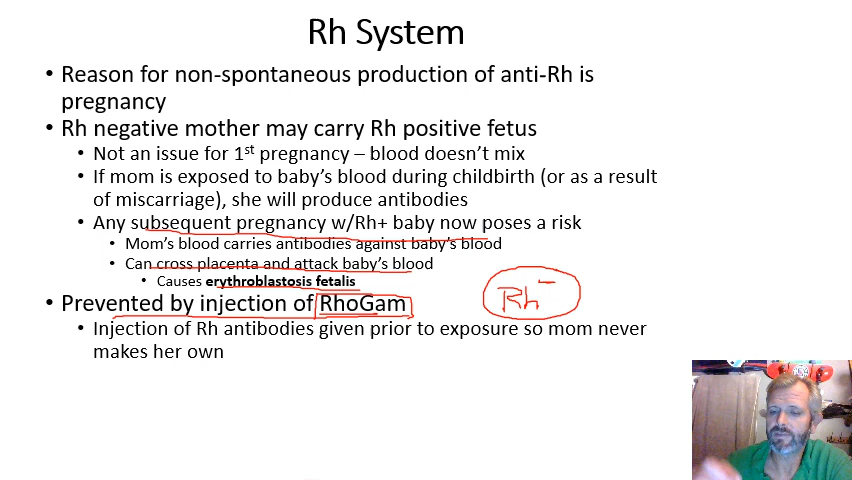 Rh System
• Reason for non-spontaneous production of anti-Rh is
pregnancy
• Rh negative mother may carry Rh positive fetus
• Not an issue for 1st pregnancy – blood doesn't mix
• If mom is exposed to baby's blood during childbirth (or as a result
of miscarriage), she will produce antibodies
• Any subsequent pregnancy w/Rh+ baby now poses a risk
• Mom's blood carries antibodies against baby's blood
• Can cross placenta and attack baby's blood
• Causes erythroblastosis fetalis
• Prevented by injection of RhoGam
Rh-
• Injection of Rh antibodies given prior to exposure so mom never
makes her own